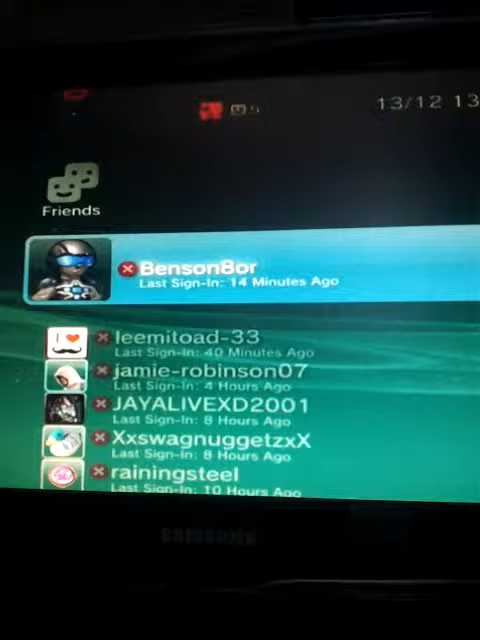 13/12 13
Friends
Benson8or
Last Sign-In: 14 Minutes Ago
I
leemitoad-33
Last Sign-In: 40 Minutes Ago
jamie-robinson07
Last Sign-In: 4 Hours Ago
JAYALIVEXD2001
Last Sign-In: 8 Hours Ago
XxswagnuggetzxX
Last Sign-In: 8 Hours Ago
rainingsteel
Last Sign-In: 10 Hours Ago
SAMSUNG